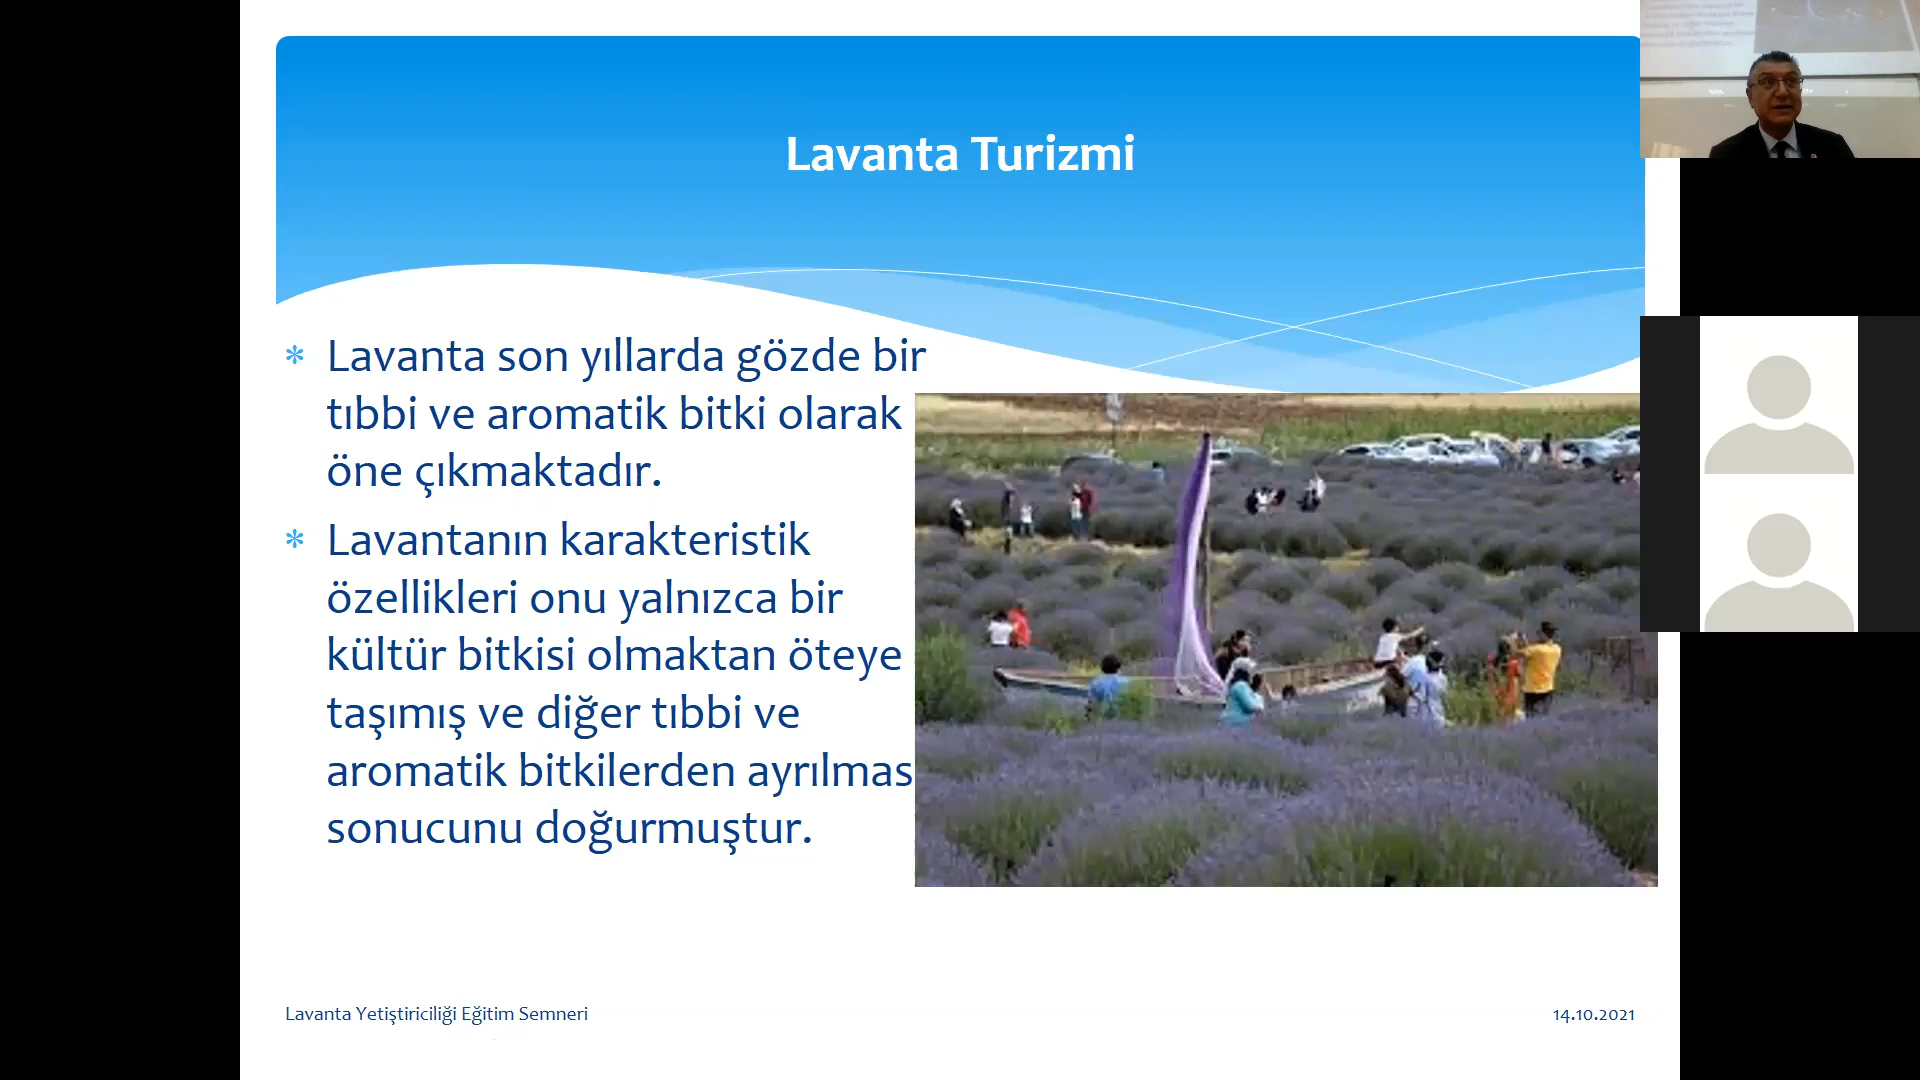 Lavanta Turizmi
Lavanta son yıllarda gözde bir
tıbbi ve aromatik bitki olarak
öne çıkmaktadır.
Lavantanın karakteristik
özellikleri onu yalnızca bir
kültür bitkisi olmaktan öteye
taşımış ve diğer tıbbi ve
aromatik bitkilerden ayrılmas
sonucunu doğurmuştur.
Lavanta Yetiştiriciliği Eğitim Semneri
14.10.2021